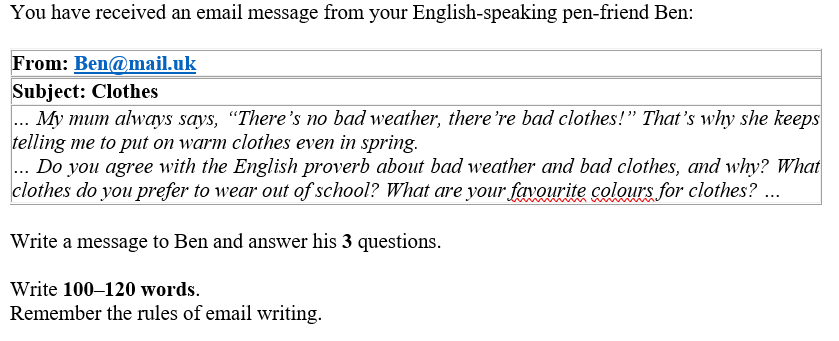 You have received an email message from your English-speaking pen-friend Ben:
From: Ben@mail.uk
Subject: Clothes
… My mum always says, “There’s no bad weather, there’re bad clothes!” That’s why she keeps
telling me to put on warm clothes even in spring.
… Do you agree with the English proverb about bad weather and bad clothes, and why? What
clothes do you prefer to wear out of school? What are your favourite colours for clothes? …
Write a message to Ben and answer his 3 questions.
Write 100–120 words.
Remember the rules of email writing.